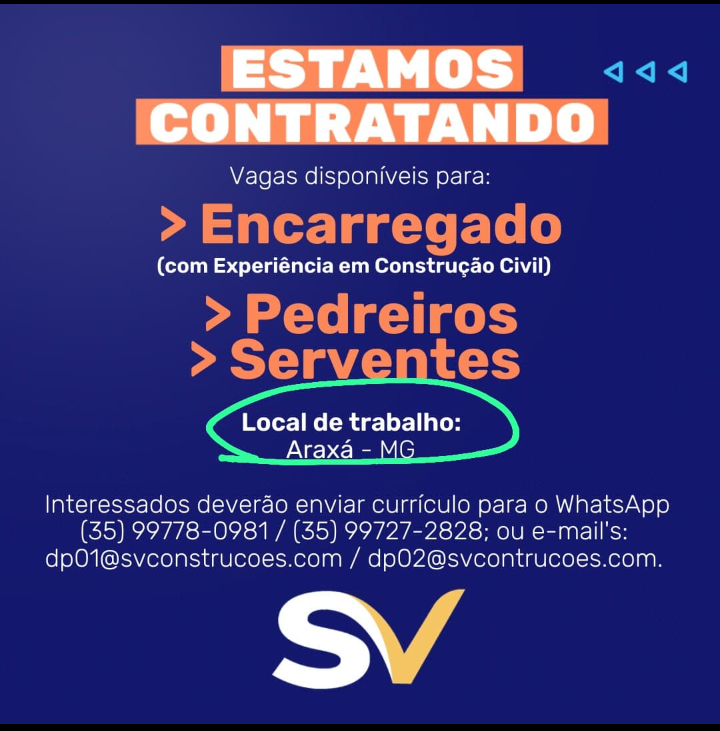 ESTAMOS
CONTRATANDO
Vagas disponíveis para:
> Encarregado
(com Experiência em Construção Civil)
> Pedreiros
> Serventes
Local de trabalho:
Araxá - MG
Interessados deverão enviar currículo para o WhatsApp
(35) 99778-0981 / (35) 99727-2828; ou e-mail's:
dp01@svconstrucoes.com / dp02@svcontrucoes.com.
SV